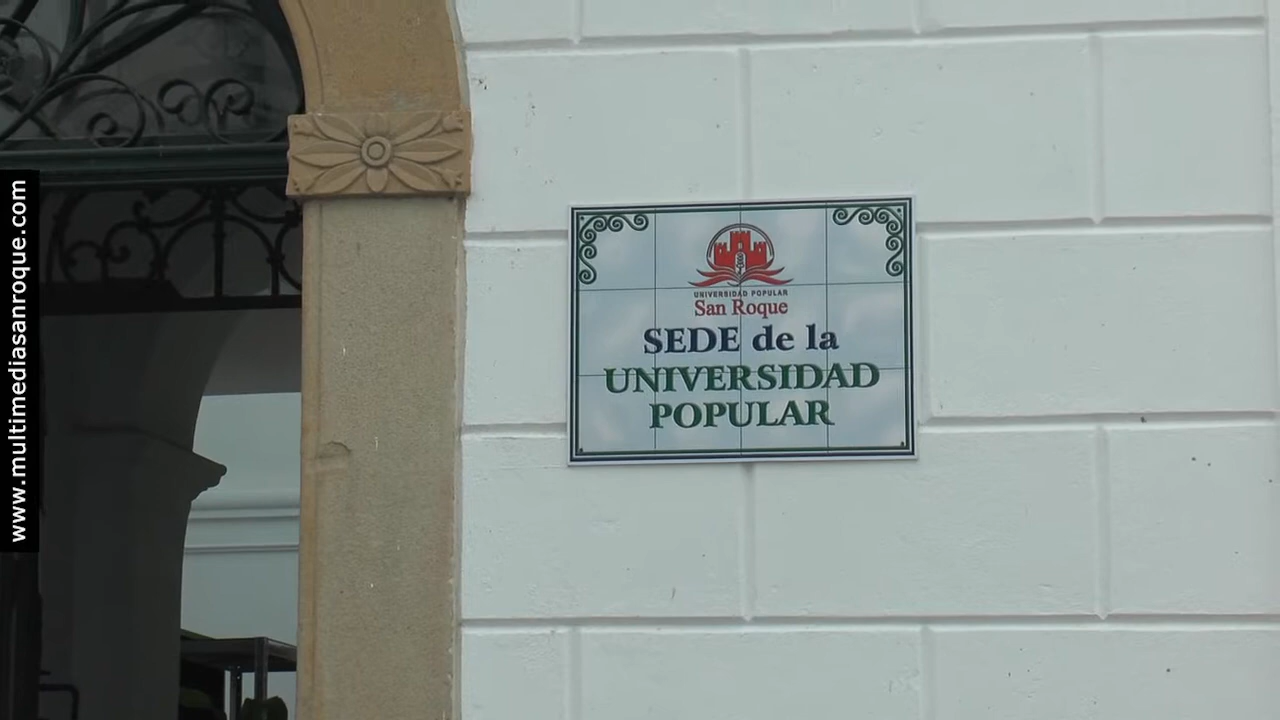 www.multimediasanroque.com
UNIVERSIDAD POPULAR
San Roque
SEDE de la
UNIVERSIDAD
POPULAR